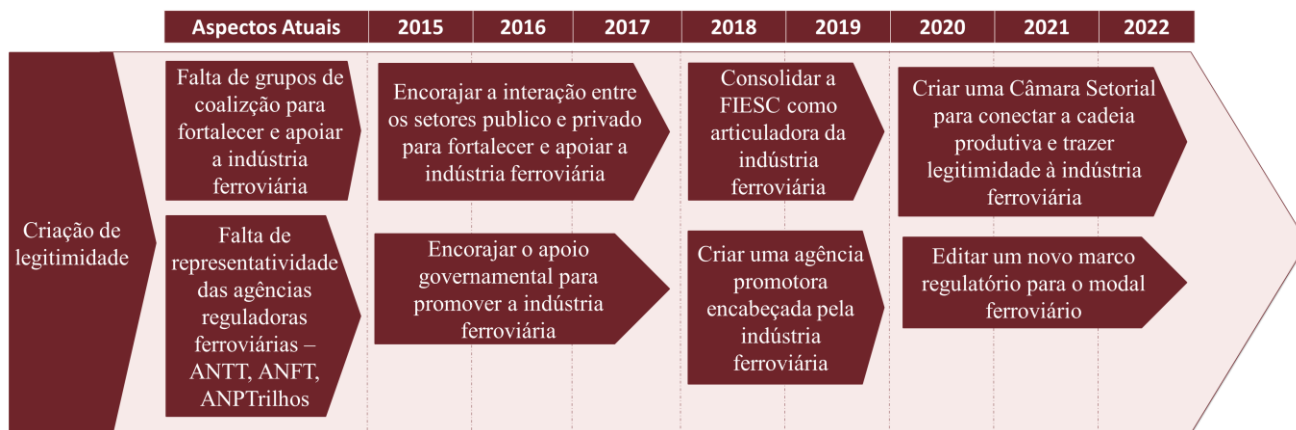 Aspectos Atuais 2015 2016 2017 2018 2019 2020 2021 2022
Criação de
legitimidade
Falta de grupos de
coalizção para
fortalecer e apoiar
a indústria
ferroviária
Encorajar a interação entre
os setores publico e privado
para fortalecer e apoiar a
indústria ferroviária
Consolidar a
FIESC como
articuladora da
indústria
ferroviária
Criar uma Câmara Setorial
para conectar a cadeia
produtiva e trazer
legitimidade à indústria
ferroviária
Falta de
representatividade
das agências
reguladoras
ferroviárias –
ANTT, ANFT,
ANPTrilhos
Encorajar o apoio
governamental para
promover a indústria
ferroviária
Criar uma agência
promotora
encabeçada pela
indústria
ferroviária
Editar um novo marco
regulatório para o modal
ferroviário